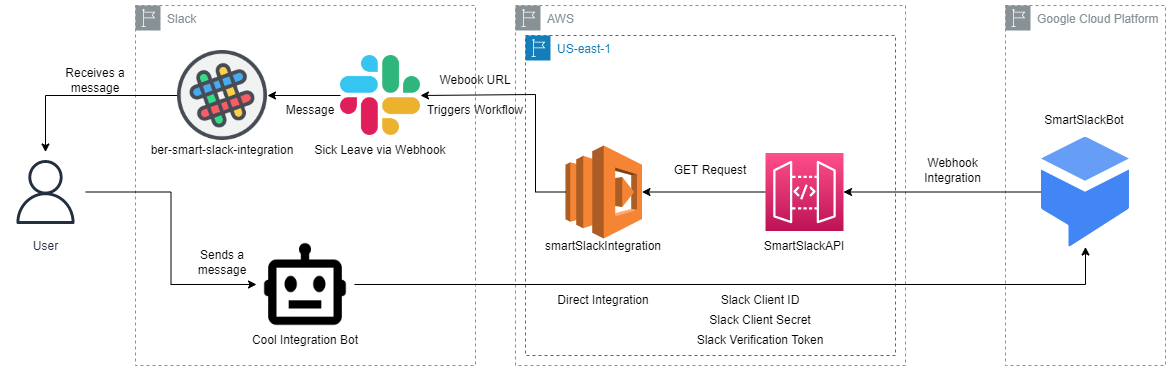 Slack
AWS
Google Cloud Platform
US-east-1
Receives a
message
Webook URL
Message
Triggers Workflow
ber-smart-slack-integration
Sick Leave via Webhook
SmartSlackBot
GET Request
Webhook
Integration
User
smartSlackIntegration
SmartSlackAPI
Sends a
message
Cool Integration Bot
Direct Integration
Slack Client ID
Slack Client Secret
Slack Verification Token